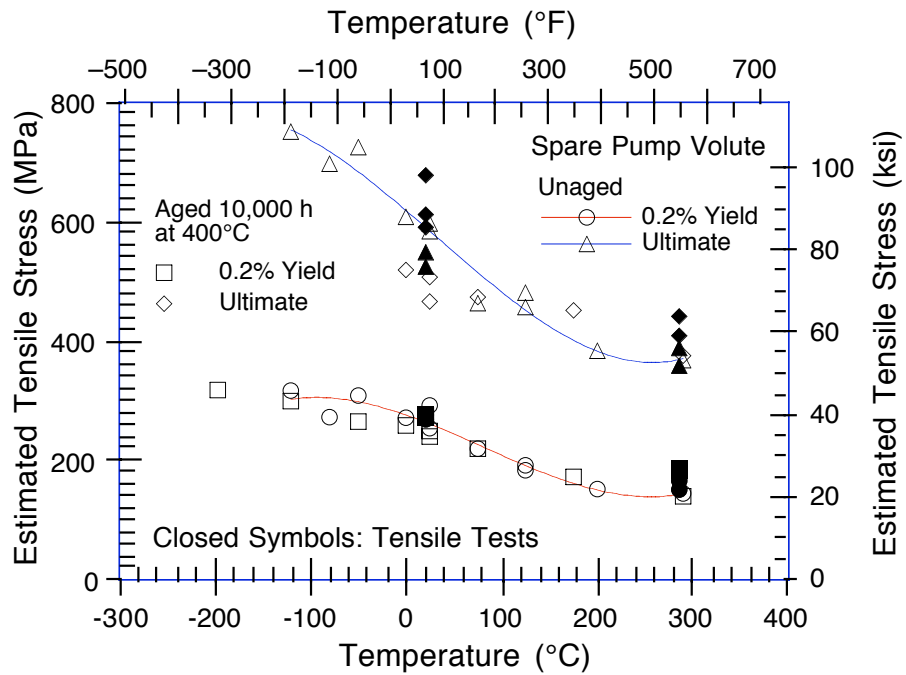 Temperature (°F)
–500 –300 –100 100 300 500 700
800
600
400
200
0
Estimated Tensile Stress (MPa)
Spare Pump Volute
Unaged
0.2% Yield
Ultimate
Aged 10,000 h
at 400°C
0.2% Yield
Ultimate
Closed Symbols: Tensile Tests
100
80
60
40
20
0
Estimated Tensile Stress (ksi)
-300 -200 -100 0 100 200 300 400
Temperature (°C)